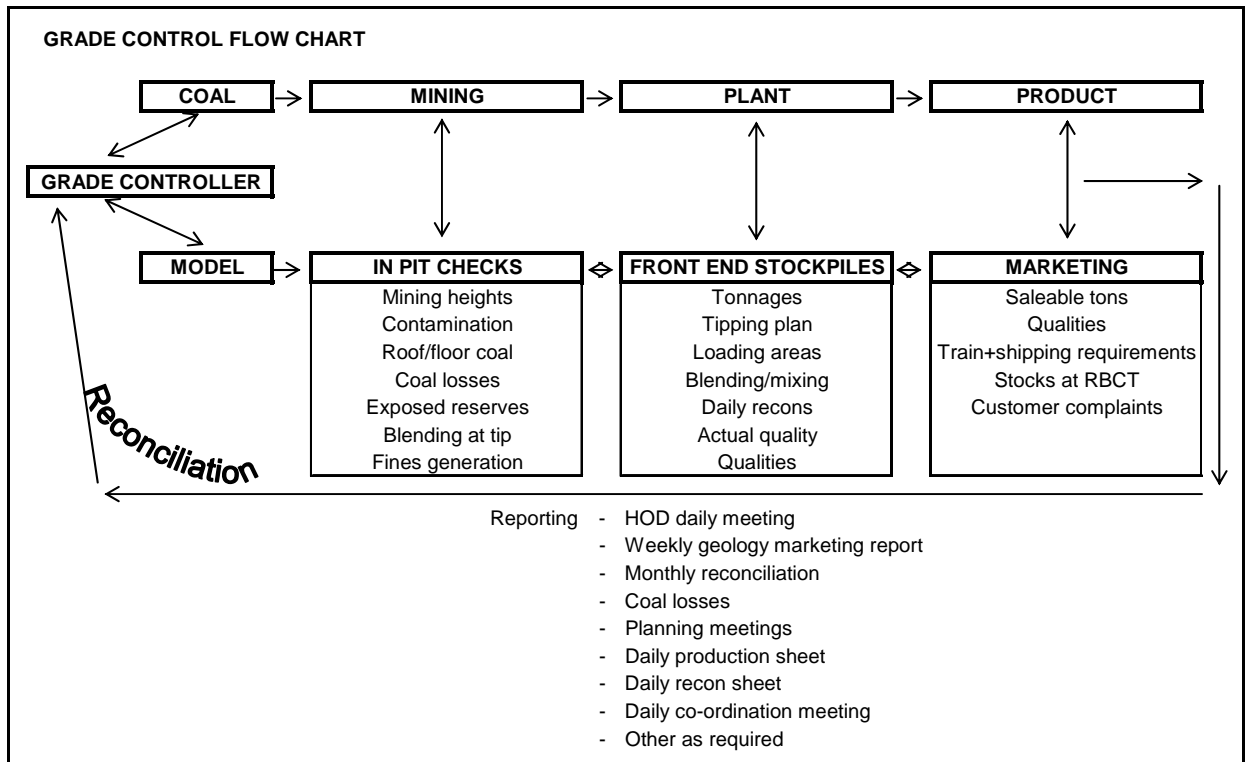 GRADE CONTROL FLOW CHART
COAL MINING PLANT PRODUCT
GRADE CONTROLLER
MODEL IN PIT CHECKS FRONT END STOCKPILES MARKETING
Mining heights Tonnages Saleable tons
Contamination Tipping plan Qualities
Roof/floor coal Loading areas Train+shipping requirements
Coal losses Blending/mixing Stocks at RBCT
Exposed reserves Daily recons Customer complaints
Blending at tip Actual quality
Fines generation Qualities
Reconciliation
Reporting - HOD daily meeting
- Weekly geology marketing report
- Monthly reconciliation
- Coal losses
- Planning meetings
- Daily production sheet
- Daily recon sheet
- Daily co-ordination meeting
- Other as required